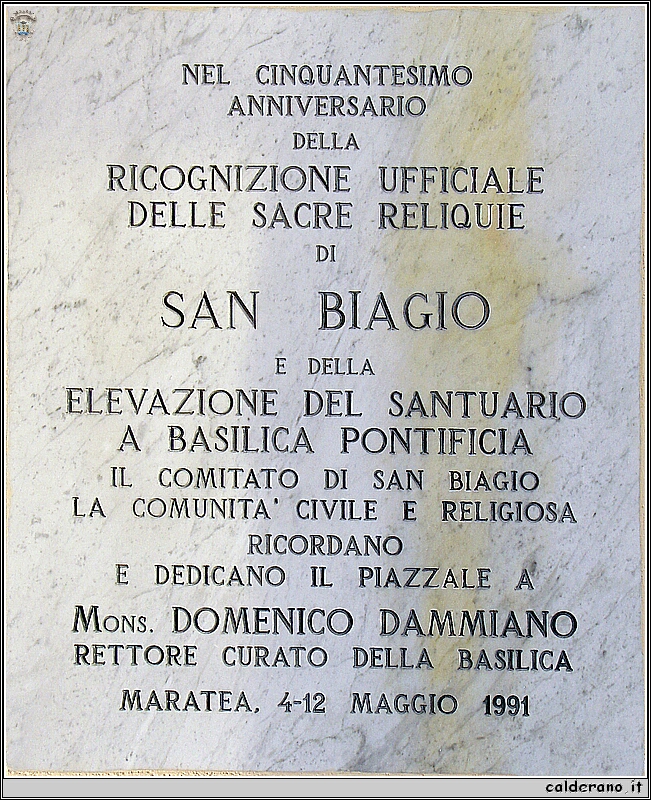 NEL CINQUANTESIMO
ANNIVERSARIO
DELLA
RICOGNIZIONE UFFICIALE
DELLE SACRE RELIQUIE
DI
SAN BIAGIO
E DELLA
ELEVAZIONE DEL SANTUARIO
A BASILICA PONTIFICIA
IL COMITATO DI SAN BIAGIO
LA COMUNITA' CIVILE E RELIGIOSA
RICORDANO
E DEDICANO IL PIAZZALE A
MONS. DOMENICO DAMMIANO
RETTORE CURATO DELLA BASILICA
MARATEA, 4-12 MAGGIO 1991
calderano.it